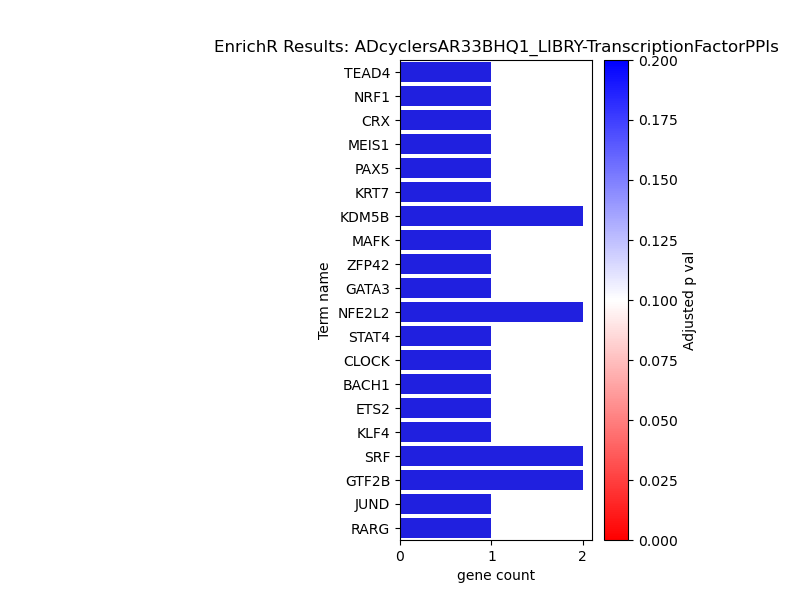 EnrichR Results: ADcyclersAR33BHQ1_LIBRY-TranscriptionFactorPPIs
TEAD4
NRF1
CRX
MEIS1
PAX5
KRT7
KDM5B
MAFK
ZFP42
GATA3
NFE2L2
STAT4
CLOCK
BACH1
ETS2
KLF4
SRF
GTF2B
JUND
RARG
Term name
0
1
2
gene count
0.200
0.175
0.150
0.125
0.100
0.075
0.050
0.025
0.000
Adjusted p val